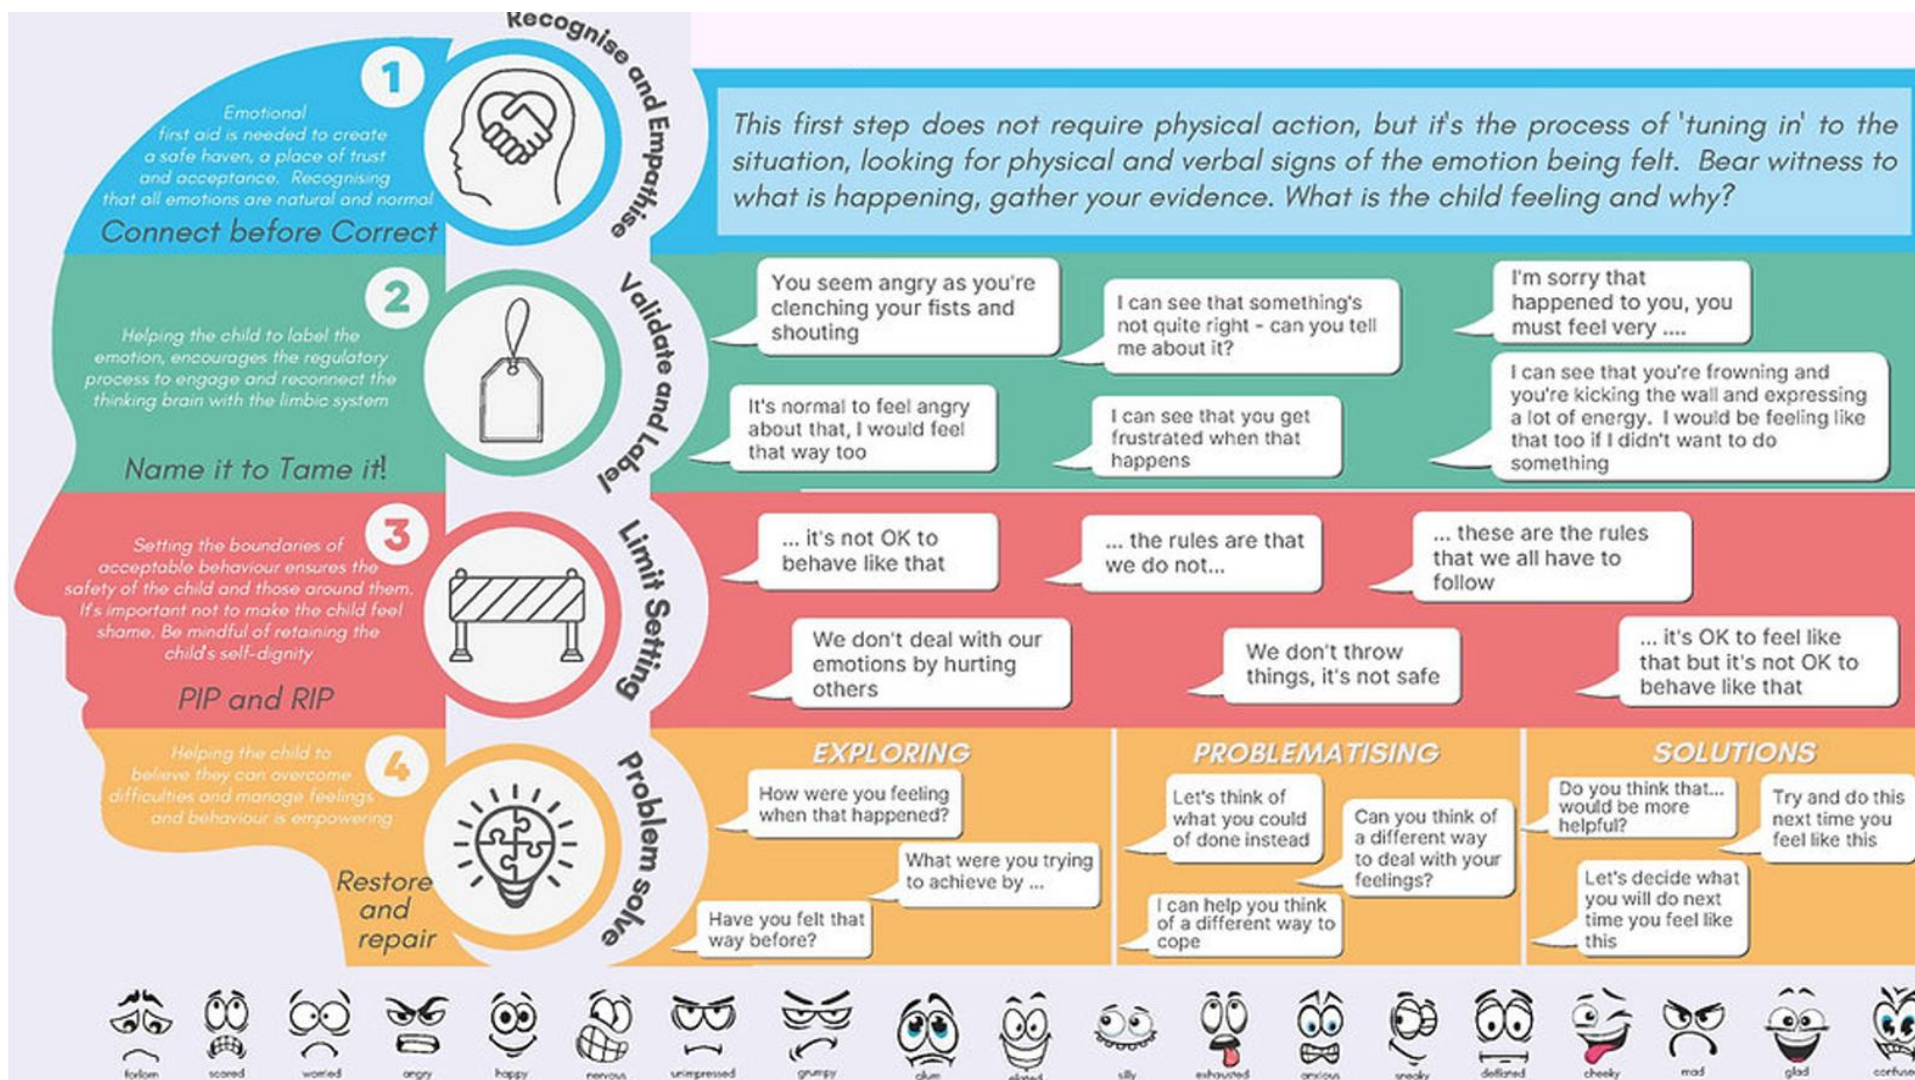 Recognise and Empathise
1
Emotional
first aid is needed to create
a safe haven, a place of trust
and acceptance. Recognising
that all emotions are natural and normal
Connect before Correct
This first step does not require physical action, but it's the process of 'tuning in' to the
situation, looking for physical and verbal signs of the emotion being felt. Bear witness to
what is happening, gather your evidence. What is the child feeling and why?
2
Helping the child to label the
emotion, encourages the regulatory
process to engage and reconnect the
thinking brain with the limbic system
Name it to Tame it!
Validate and Label
You seem angry as you're
clenching your fists and
shouting
I can see that something's
not quite right - can you tell
me about it?
I'm sorry that
happened to you, you
must feel very ....
It's normal to feel angry
about that, I would feel
that way too
I can see that you get
frustrated when that
happens
I can see that you're frowning and
you're kicking the wall and expressing
a lot of energy. I would be feeling like
that too if I didn't want to do
something
3
Setting the boundaries of
acceptable behaviour ensures the
safety of the child and those around them.
It's important not to make the child feel
shame. Be mindful of retaining the
child's self-dignity
PIP and RIP
Limit Setting
... it's not OK to
behave like that
... the rules are that
we do not...
... these are the rules
that we all have to
follow
We don't deal with our
emotions by hurting
others
We don't throw
things, it's not safe
... it's OK to feel like
that but it's not OK to
behave like that
4
Helping the child to
believe they can overcome
difficulties and manage feelings
and behaviour is empowering
Restore
and
repair
Problem solve
EXPLORING
How were you feeling
when that happened?
What were you trying
to achieve by ...
Have you felt that
way before?
PROBLEMATISING
Let's think of
what you could
of done instead
Can you think of
a different way
to deal with your
feelings?
I can help you think
of a different way to
cope
SOLUTIONS
Do you think that...
would be more
helpful?
Try and do this
next time you
feel like this
Let's decide what
you will do next
time you feel like
this
forlorn scared worried angry happy nervous unimpressed grumpy glum elated silly exhausted anxious sneaky deflated cheeky mad glad